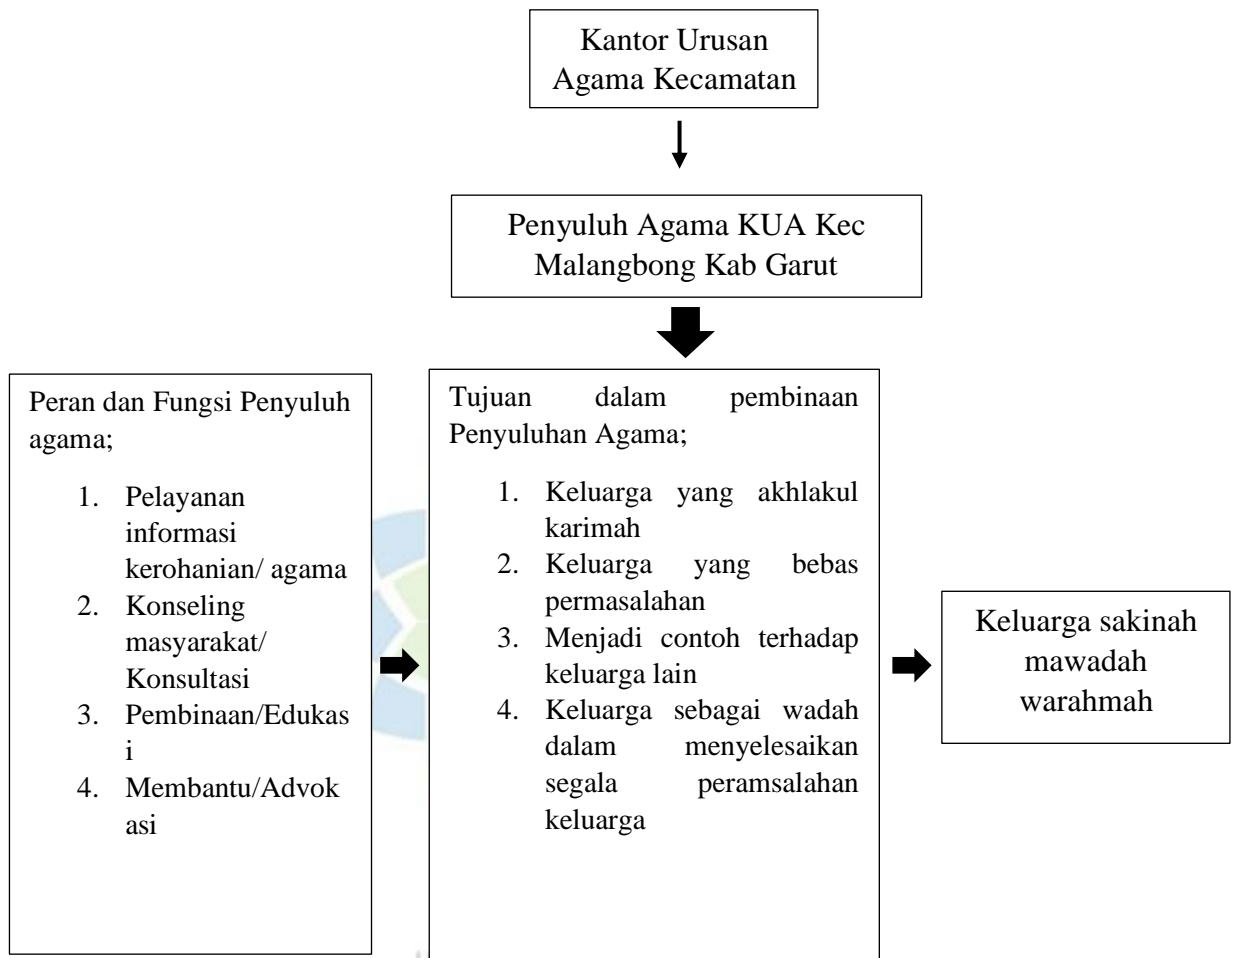 Kantor Urusan
Agama Kecamatan
Penyuluh Agama KUA Kec
Malangbong Kab Garut
Peran dan Fungsi Penyuluh
agama;
1. Pelayanan
informasi
kerohanian/ agama
2. Konseling
masyarakat/
Konsultasi
3. Pembinaan/Edukas
i
4. Membantu/Advok
asi
Tujuan dalam pembinaan
Penyuluhan Agama;
1. Keluarga yang akhlakul
karimah
2. Keluarga yang bebas
permasalahan
3. Menjadi contoh terhadap
keluarga lain
4. Keluarga sebagai wadah
dalam menyelesaikan
segala peramsalahan
keluarga
Keluarga sakinah
mawadah
warahmah